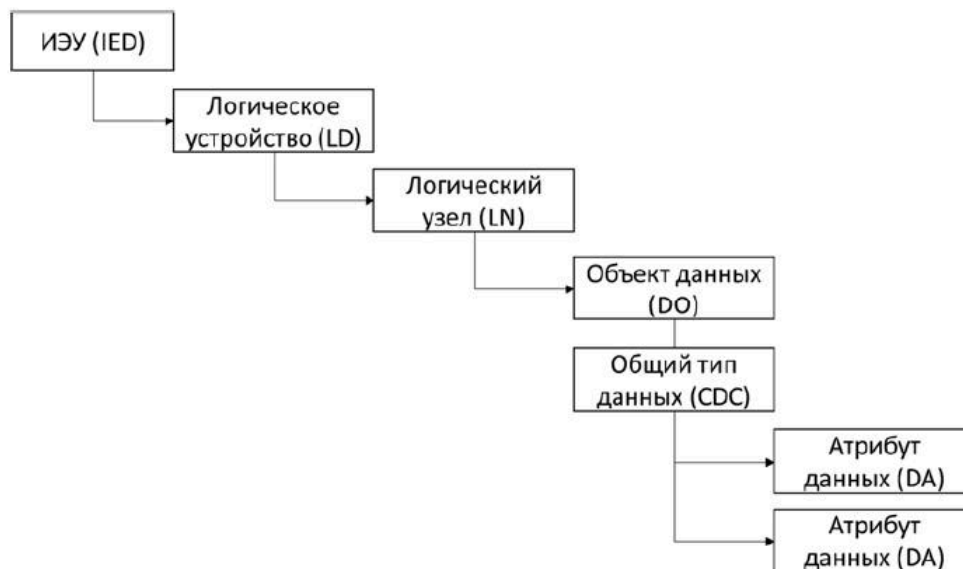 ИЭУ (IED)
Логическое
устройство (LD)
Логический
узел (LN)
Объект данных
(DO)
Общий тип
данных (CDC)
Атрибут
данных (DA)
Атрибут
данных (DA)